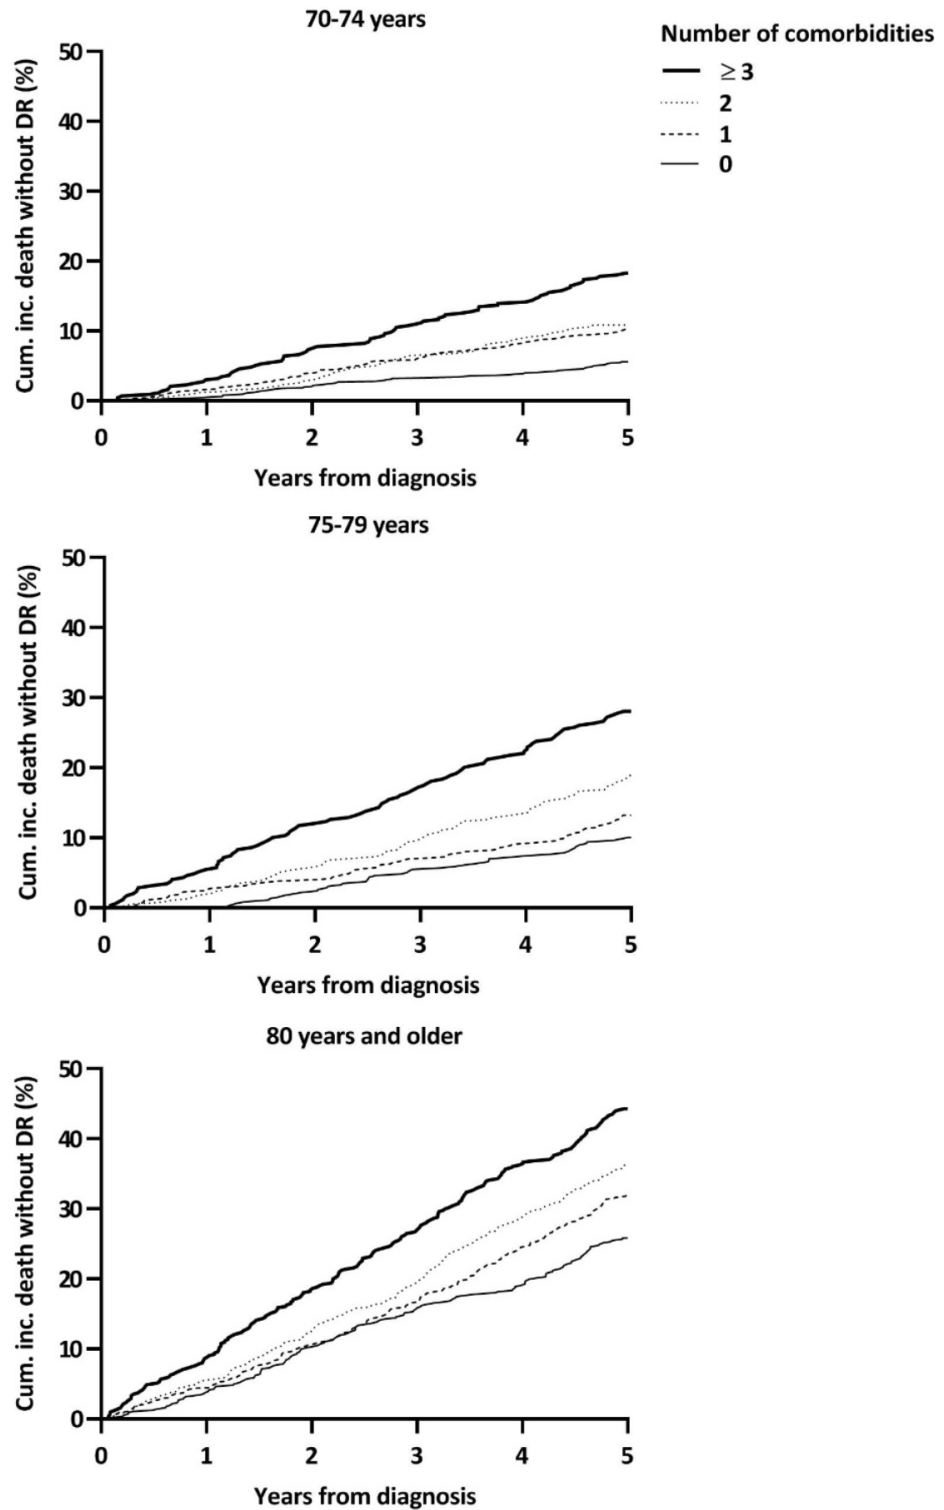 70-74 years
Number of comorbidities
≥ 3
2
1
0
Cum. inc. death without DR (%)
50
40
30
20
10
0
0 1 2 3 4 5
Years from diagnosis
75-79 years
Cum. inc. death without DR (%)
50
40
30
20
10
0
0 1 2 3 4 5
Years from diagnosis
80 years and older
Cum. inc. death without DR (%)
50
40
30
20
10
0
0 1 2 3 4 5
Years from diagnosis